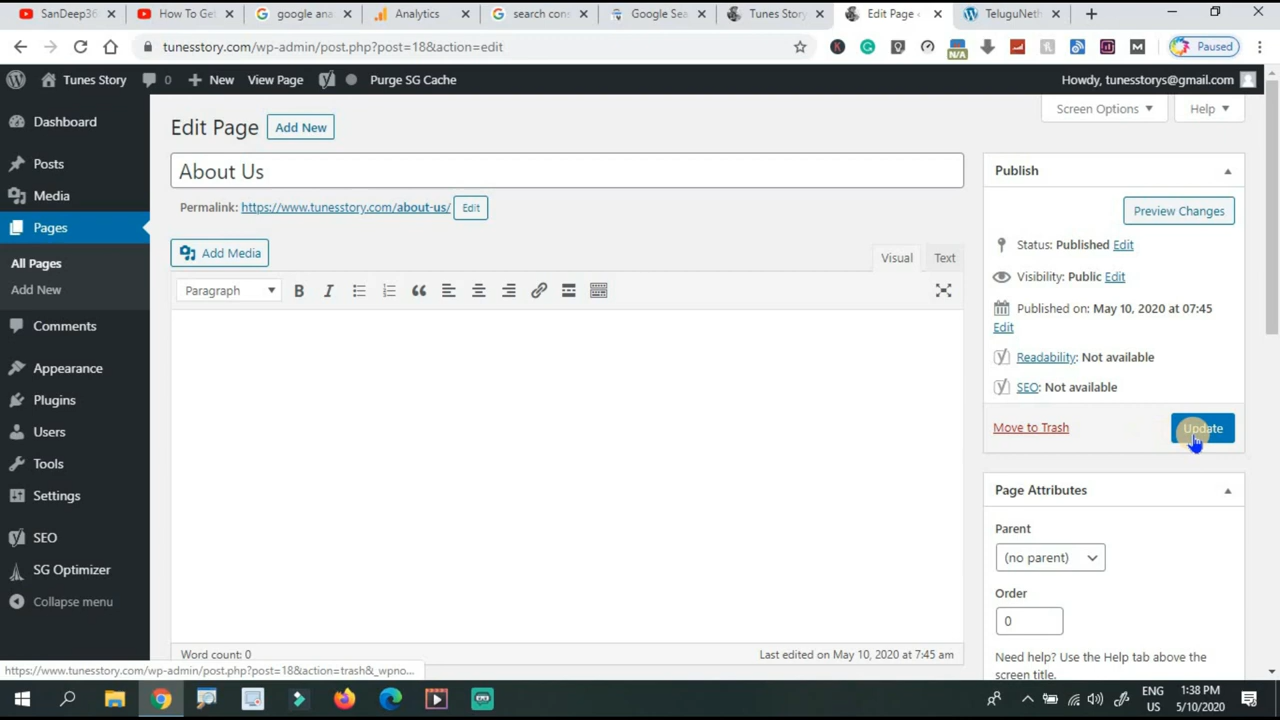 SanDeep36
How To Get
google ana
Analytics
search con
Google Sea
Tunes Story
Edit Page
TeluguNeth
tunesstory.com/wp-admin/post.php?post=18&action=edit
N/A
Paused
Tunes Story
0
New
View Page
Purge SG Cache
Howdy, tunesstorys@gmail.com
Screen Options
Help
Dashboard
Posts
Media
Pages
All Pages
Add New
Comments
Appearance
Plugins
Users
Tools
Settings
SEO
SG Optimizer
Collapse menu
Edit Page
Add New
About Us
Permalink: https://www.tunesstory.com/about-us/
Edit
Add Media
Visual
Text
Paragraph
Word count: 0
Last edited on May 10, 2020 at 7:45 am
Publish
Preview Changes
Status: Published Edit
Visibility: Public Edit
Published on: May 10, 2020 at 07:45
Edit
Readability: Not available
SEO: Not available
Move to Trash
Update
Page Attributes
Parent
(no parent)
Order
0
Need help? Use the Help tab above the
screen title.
https://www.tunesstory.com/wp-admin/post.php?post=18&action=trash&_wpno...
ENG
US
1:38 PM
5/10/2020